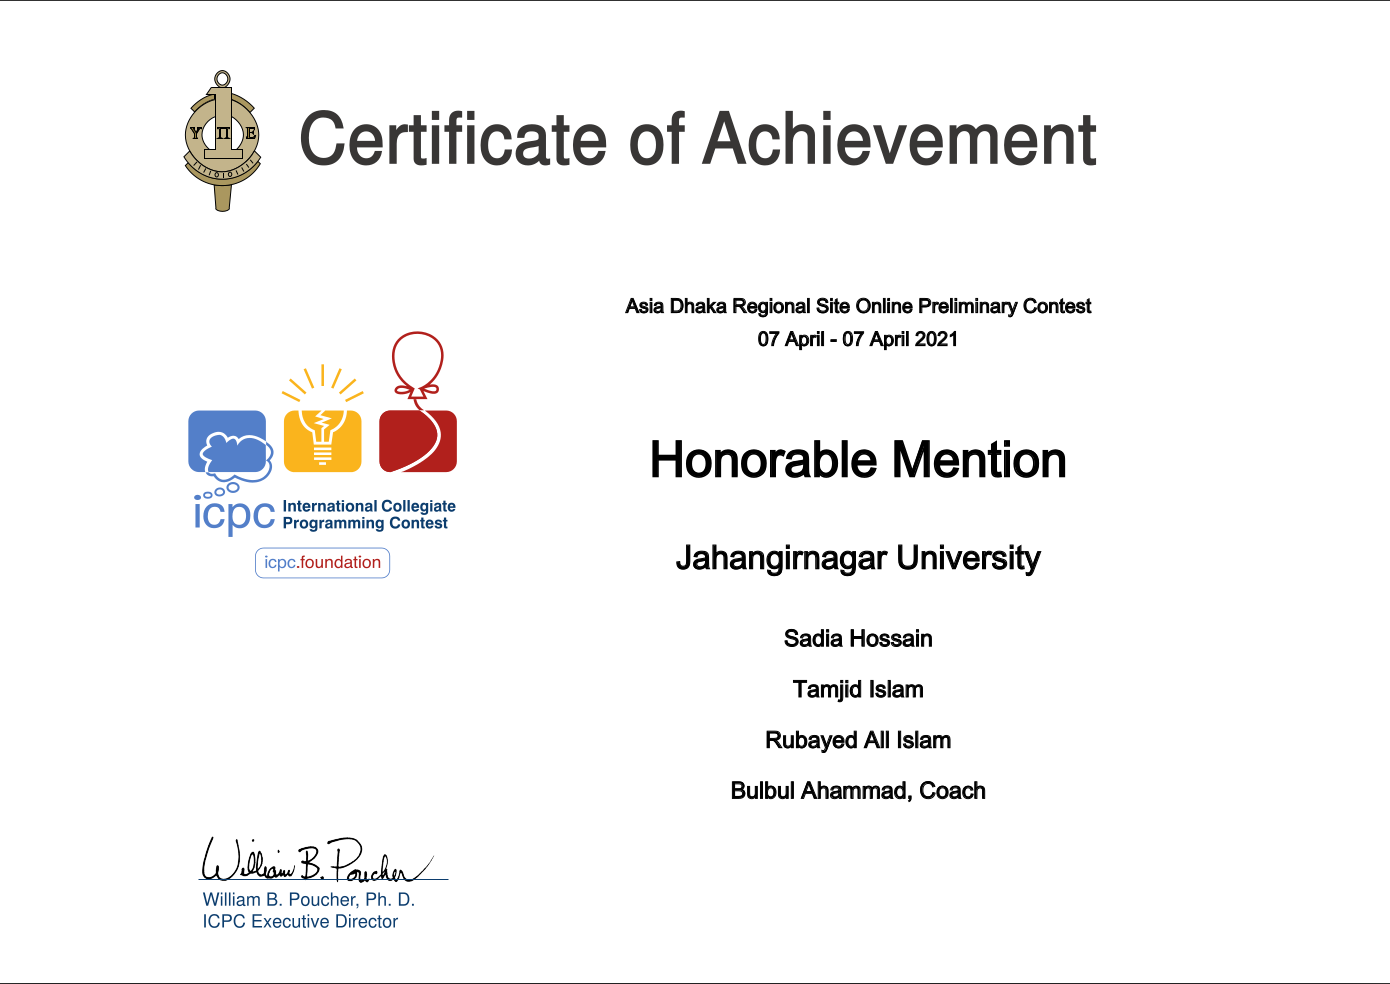 Υ Π Ε
11101011111
Certificate of Achievement
Asia Dhaka Regional Site Online Preliminary Contest
07 April - 07 April 2021
Honorable Mention
Jahangirnagar University
Sadia Hossain
Tamjid Islam
Rubayed All Islam
Bulbul Ahammad, Coach
icpc International Collegiate
Programming Contest
icpc.foundation
William B. Poucher
William B. Poucher, Ph. D.
ICPC Executive Director